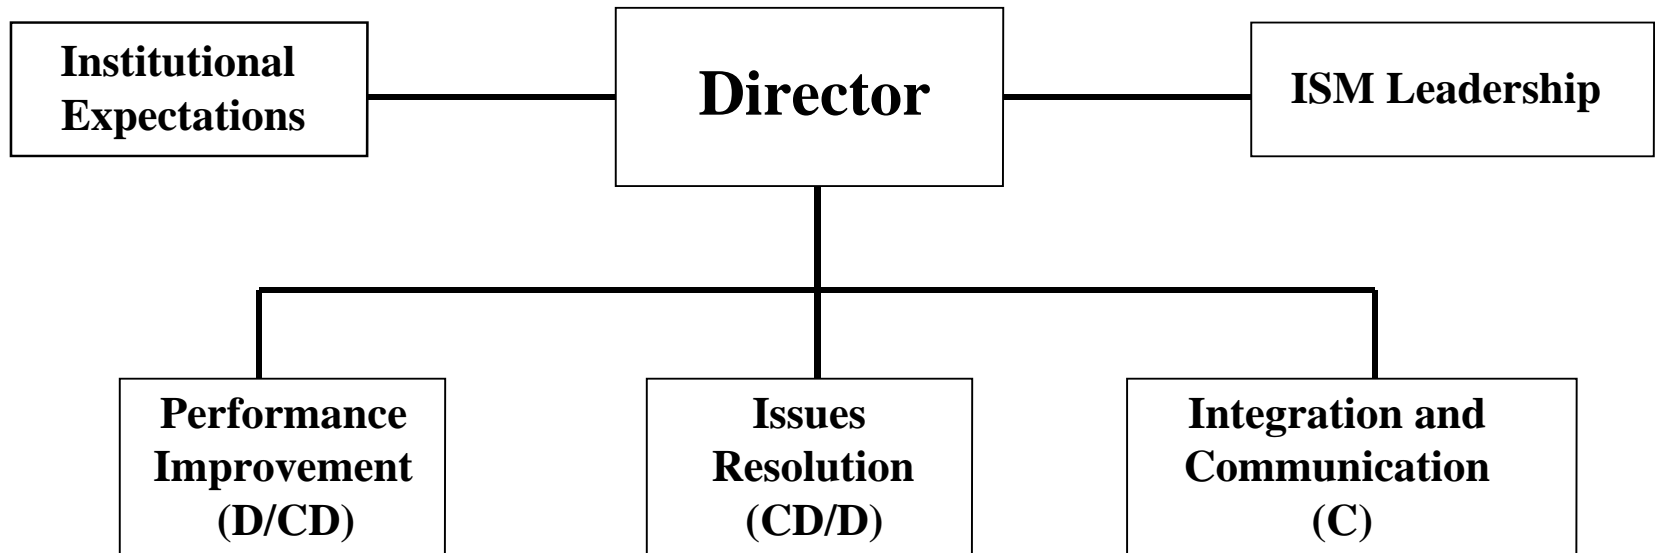 Institutional
Expectations
Director
ISM Leadership
Performance
Improvement
(D/CD)
Issues
Resolution
(CD/D)
Integration and
Communication
(C)